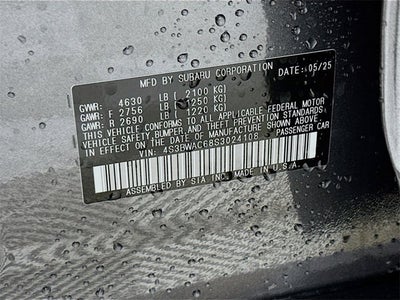 MFD BY SUBARU CORPORATION DATE: 05/25
GVWR: 4630 LB [ 2100 KG]
GAWR: F 2756 LB [ 1250 KG]
GAWR: R 2690 LB [ 1220 KG]
THIS VEHICLE CONFORMS TO ALL APPLICABLE FEDERAL MOTOR
VEHICLE SAFETY, BUMPER, AND THEFT PREVENTION STANDARDS
IN EFFECT ON THE DATE OF MANUFACTURE SHOWN ABOVE.
VIN: 4S3BWAC68S3024108 PASSENGER CAR
ASSEMBLED BY SIA INC. MADE IN U.S.A.